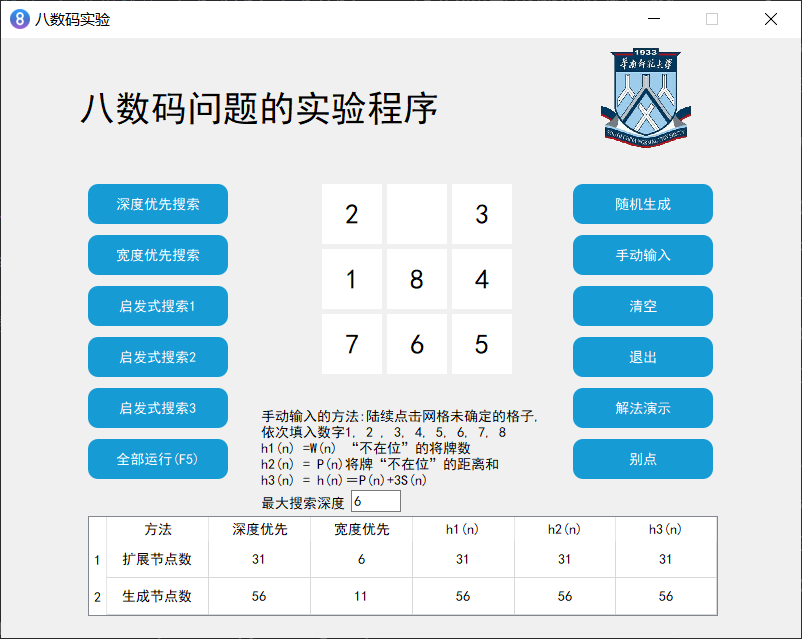 八数码实验
1933
华南师范大学
八数码问题的实验程序
深度优先搜索
宽度优先搜索
启发式搜索1
启发式搜索2
启发式搜索3
全部运行(F5)
2 3
1 8 4
7 6 5
随机生成
手动输入
清空
退出
解法演示
别点
手动输入的方法:陆续点击网格未确定的格子,
依次填入数字1, 2 , 3, 4, 5, 6, 7, 8
h1(n) =W(n) “不在位”的将牌数
h2(n) = P(n)将牌“不在位”的距离和
h3(n) = h(n)=P(n)+3S(n)
最大搜索深度 6
方法 深度优先 宽度优先 h1(n) h2(n) h3(n)
1 扩展节点数 31 6 31 31 31
2 生成节点数 56 11 56 56 56